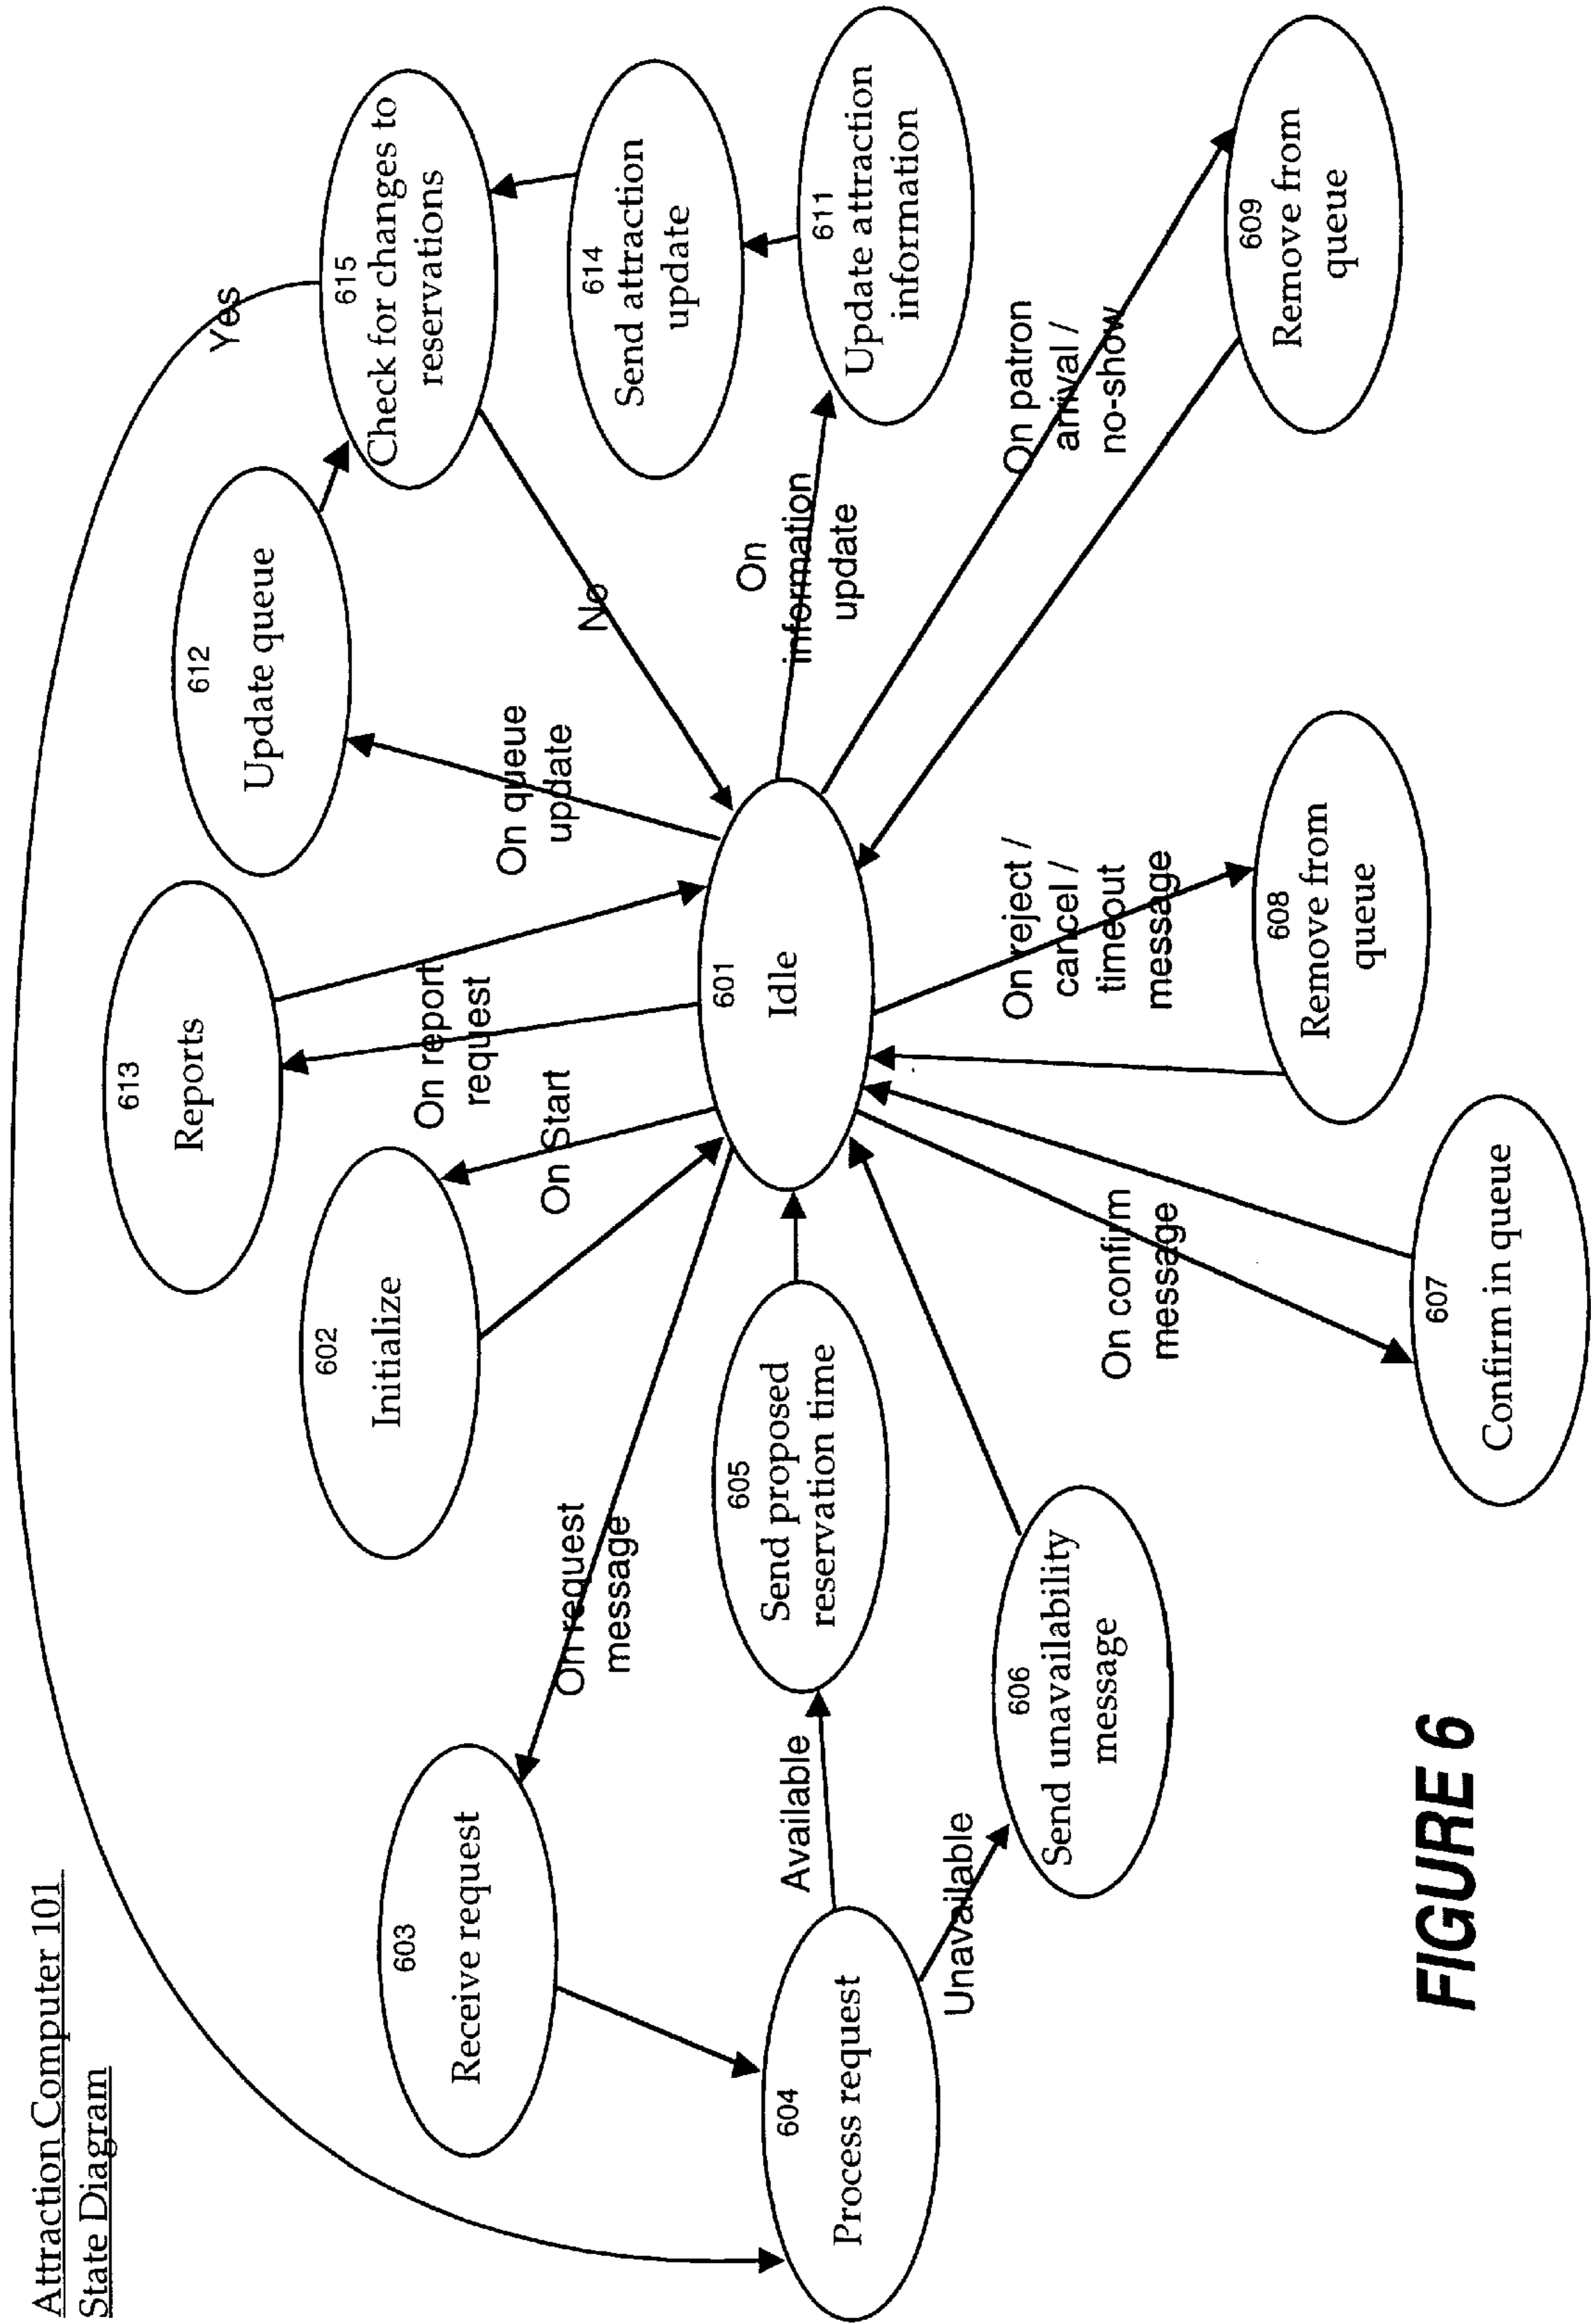 Attraction Computer 101
State Diagram
Yes
613
Reports
612
Update queue
615
Check for changes to
reservations
602
Initialize
On report
request
On queue
update
No
603
Receive request
On request
message
On Start
614
Send attraction
update
601
Idle
On
information
update
611
Update attraction
information
605
Send proposed
reservation time
Available
604
Process request
Unavailable
606
Send unavailability
message
On confirm
message
On reject /
cancel /
timeout
message
On patron
arrival /
no-show
609
Remove from
queue
608
Remove from
queue
607
Confirm in queue
FIGURE 6